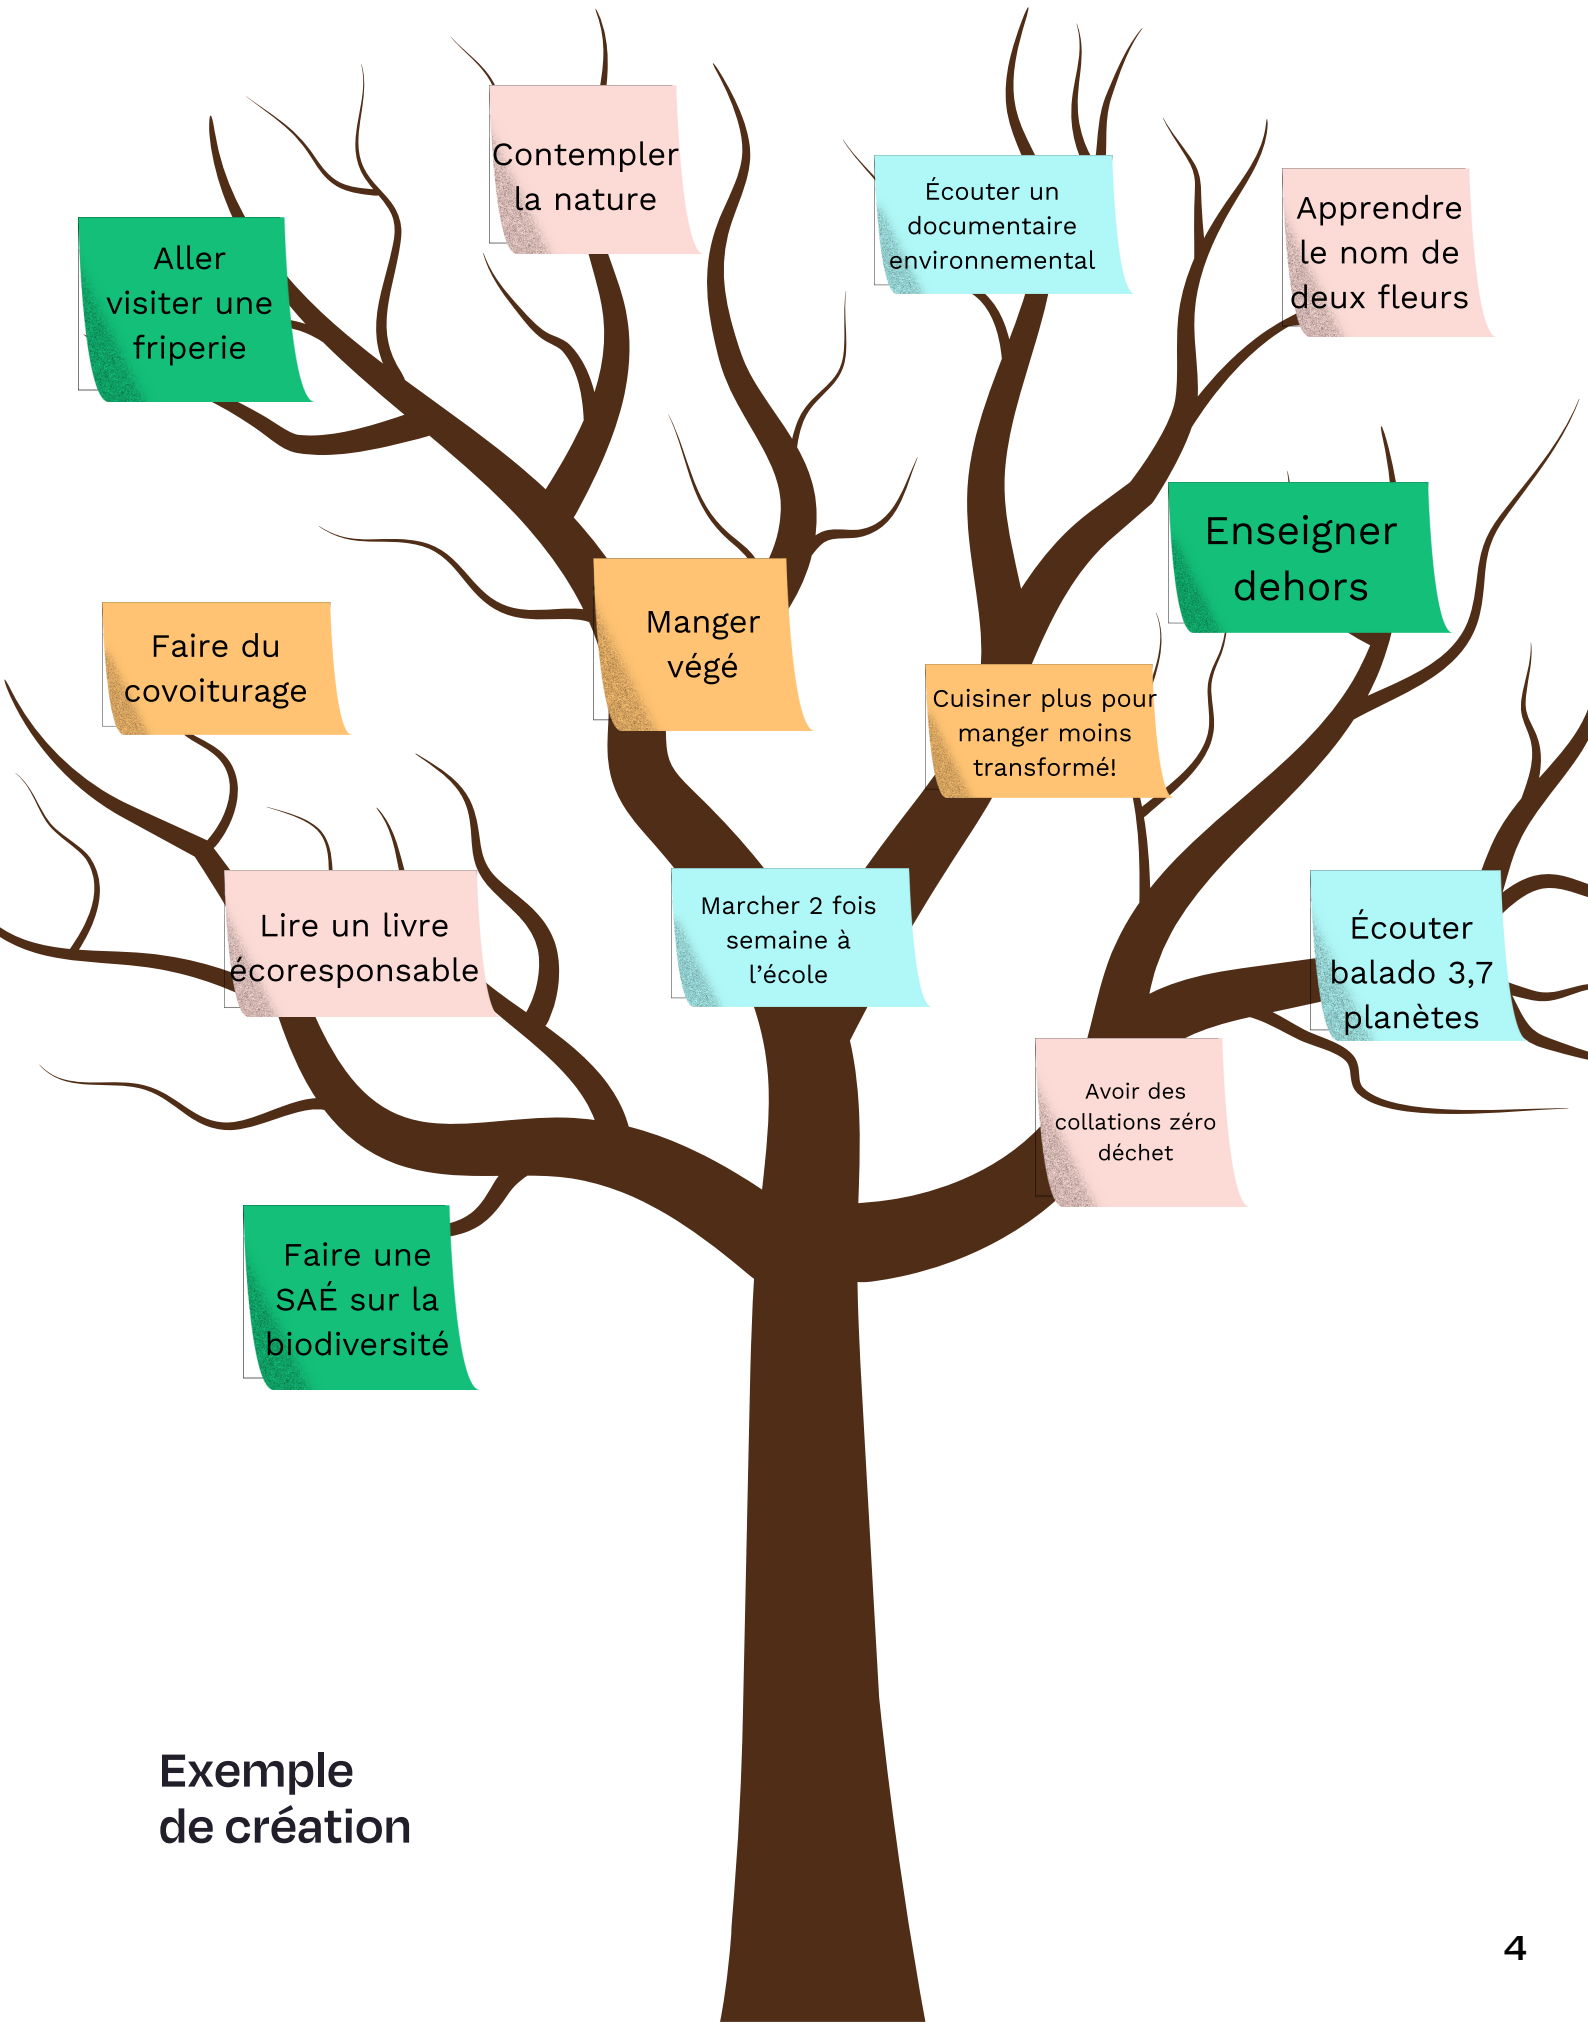 Contempler
la nature
Écouter un
documentaire
environnemental
Apprendre
le nom de
deux fleurs
Aller
visiter une
friperie
Enseigner
dehors
Manger
végé
Faire du
covoiturage
Cuisiner plus pour
manger moins
transformé!
Lire un livre
écoresponsable
Marcher 2 fois
semaine à
l’école
Écouter
balado 3,7
planètes
Avoir des
collations zéro
déchet
Faire une
SAÉ sur la
biodiversité
Exemple
de création
4